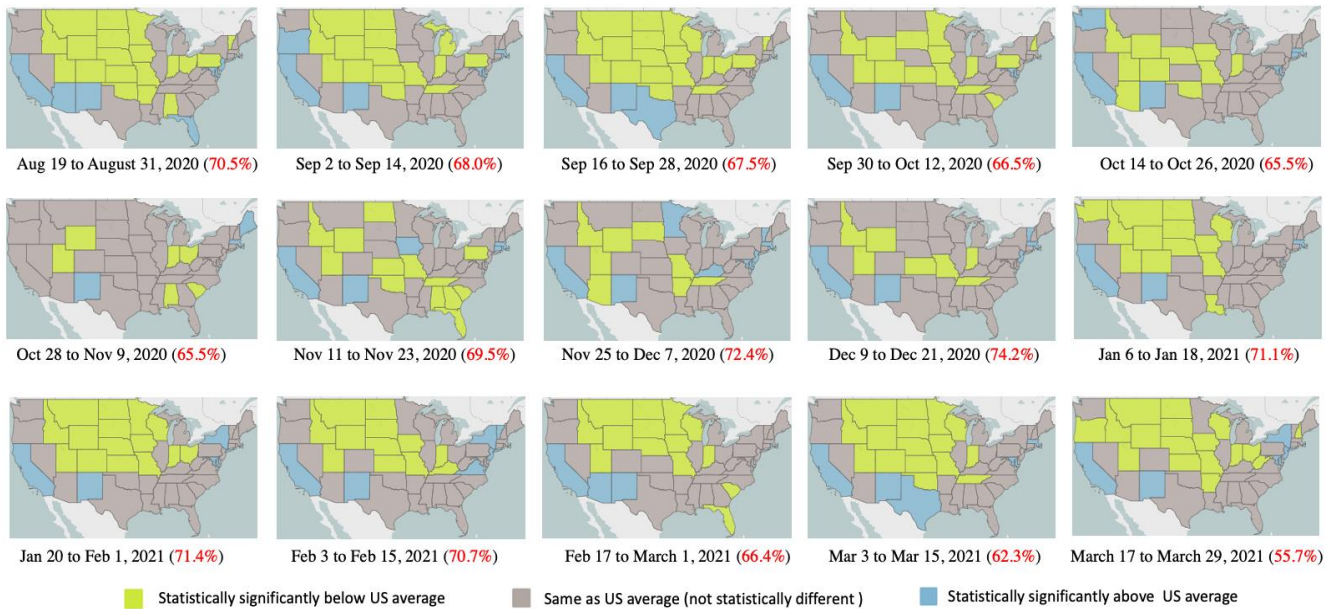 Aug 19 to August 31, 2020 (70.5%)
Sep 2 to Sep 14, 2020 (68.0%)
Sep 16 to Sep 28, 2020 (67.5%)
Sep 30 to Oct 12, 2020 (66.5%)
Oct 14 to Oct 26, 2020 (65.5%)
Oct 28 to Nov 9, 2020 (65.5%)
Nov 11 to Nov 23, 2020 (69.5%)
Nov 25 to Dec 7, 2020 (72.4%)
Dec 9 to Dec 21, 2020 (74.2%)
Jan 6 to Jan 18, 2021 (71.1%)
Jan 20 to Feb 1, 2021 (71.4%)
Feb 3 to Feb 15, 2021 (70.7%)
Feb 17 to March 1, 2021 (66.4%)
Mar 3 to Mar 15, 2021 (62.3%)
March 17 to March 29, 2021 (55.7%)
Statistically significantly below US average
Same as US average (not statistically different )
Statistically significantly above US average